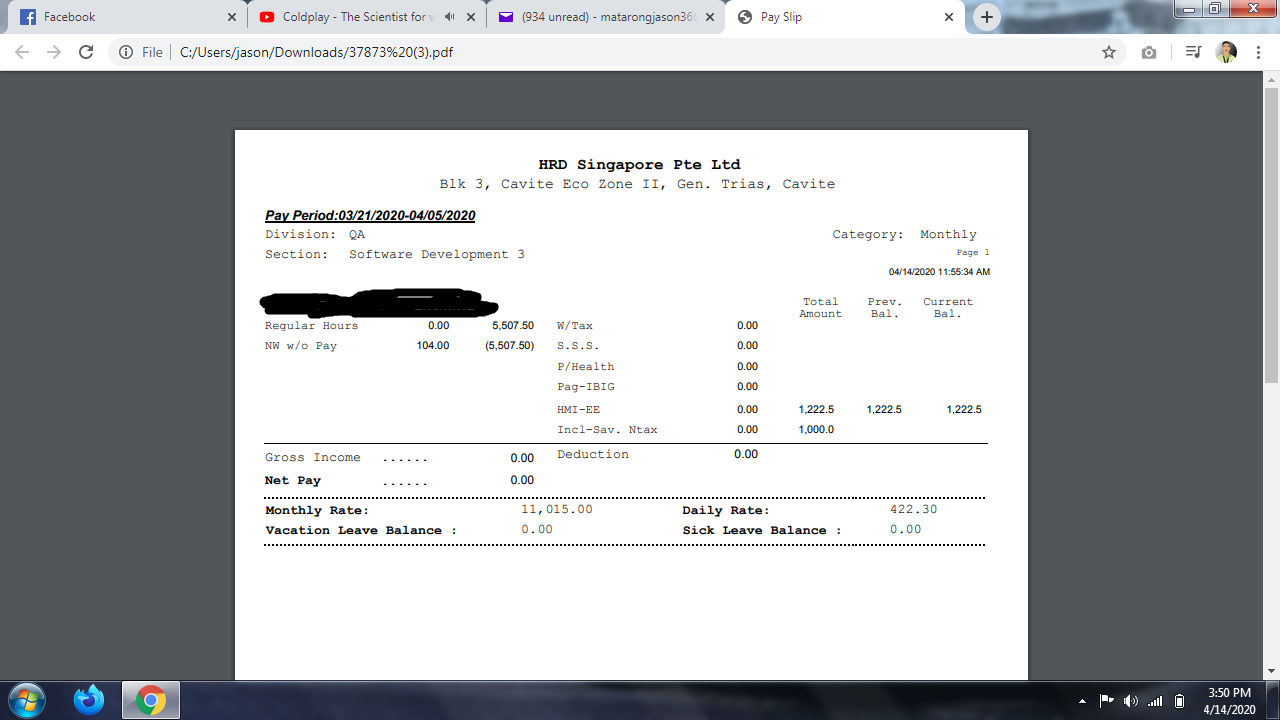 Facebook
Coldplay - The Scientist for
(934 unread) - matarongjason36
Pay Slip
File | C:/Users/jason/Downloads/37873%20(3).pdf
HRD Singapore Pte Ltd
Blk 3, Cavite Eco Zone II, Gen. Trias, Cavite
Pay Period:03/21/2020-04/05/2020
Division: QA Category: Monthly
Page 1
Section: Software Development 3
04/14/2020 11:55:34 AM
Total Amount Prev. Bal. Current Bal.
Regular Hours 0.00 5,507.50 W/Tax 0.00
NW w/o Pay 104.00 (5,507.50) S.S.S. 0.00
P/Health 0.00
Pag-IBIG 0.00
HMI-EE 0.00 1,222.5 1,222.5 1,222.5
Incl-Sav. Ntax 0.00 1,000.0
Gross Income ...... 0.00 Deduction 0.00
Net Pay ...... 0.00
Monthly Rate: 11,015.00 Daily Rate: 422.30
Vacation Leave Balance : 0.00 Sick Leave Balance : 0.00
3:50 PM
4/14/2020